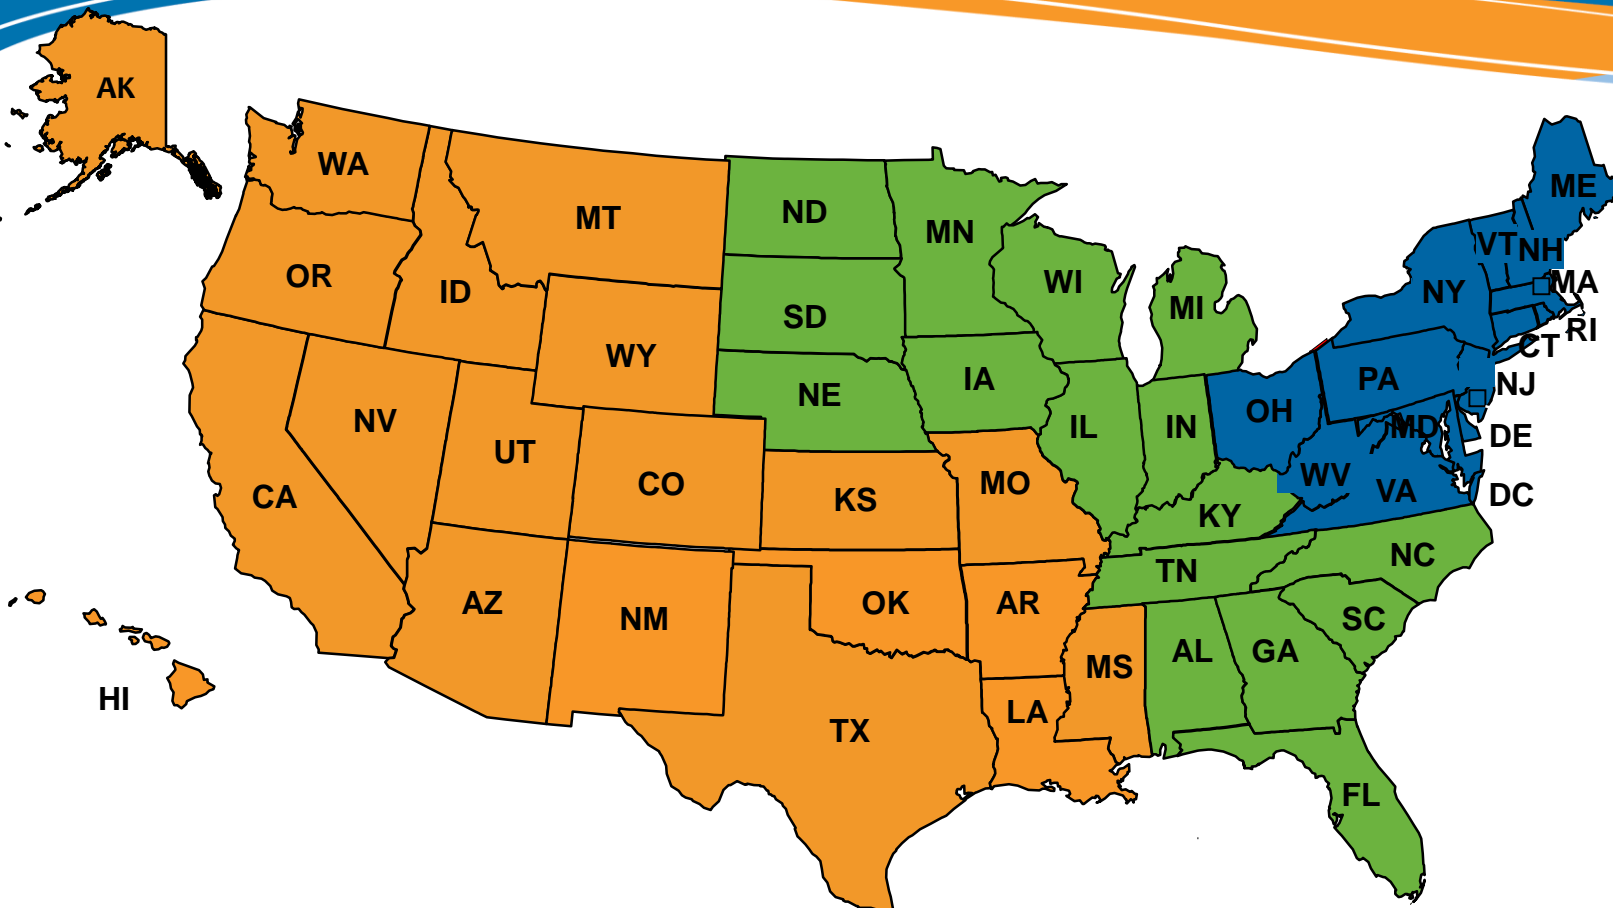 AK
WA
MT
ND
MN
ME
VT
NH
OR
ID
WI
MI
NY
MA
SD
RI
WY
CT
NE
IA
PA
NJ
NV
IL
IN
OH
MD
DE
UT
CO
MO
WV
VA
DC
CA
KS
KY
NC
TN
AZ
NM
OK
AR
SC
MS
AL
GA
HI
LA
TX
FL